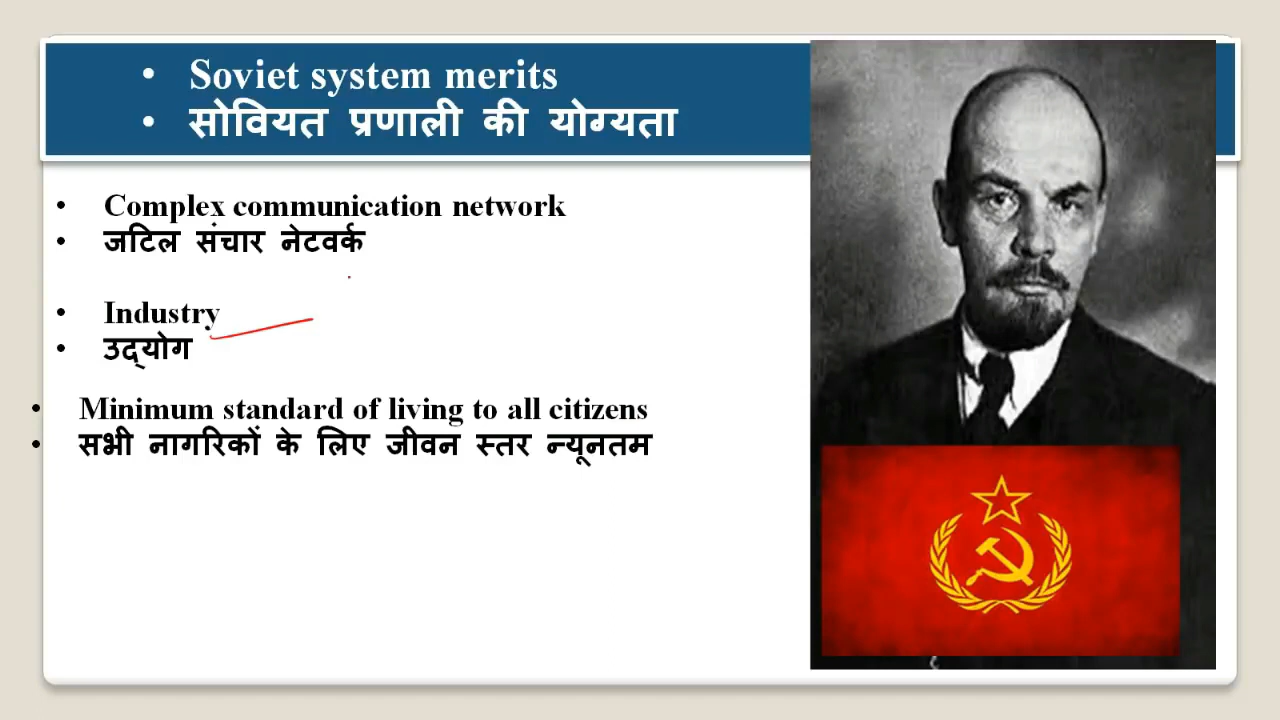 • Soviet system merits
• सोवियत प्रणाली की योग्यता
• Complex communication network
• जटिल संचार नेटवर्क
• Industry
• उद्योग
• Minimum standard of living to all citizens
• सभी नागरिकों के लिए जीवन स्तर न्यूनतम